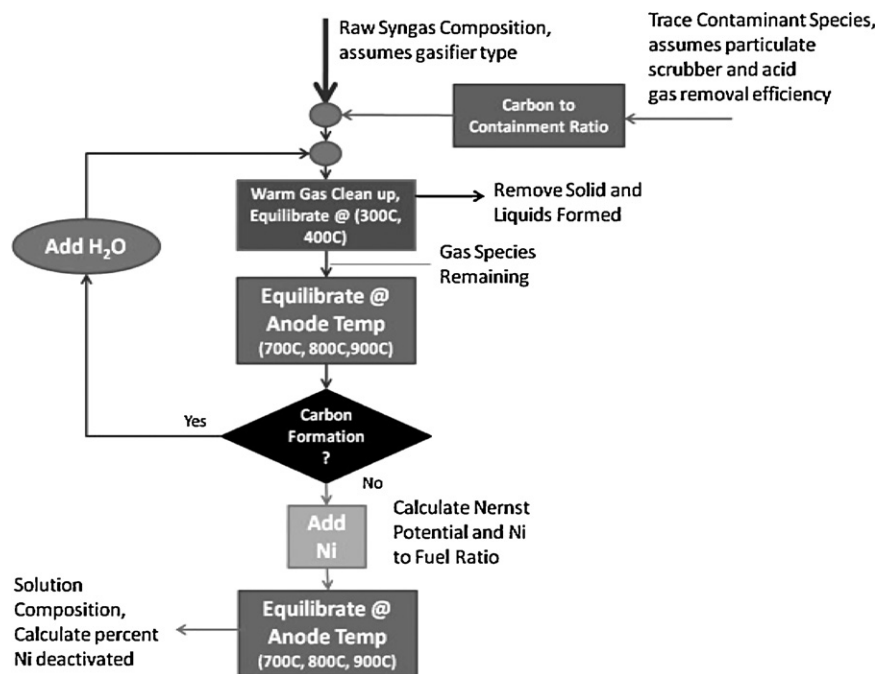 Raw Syngas Composition,
assumes gasifier type
Trace Contaminant Species,
assumes particulate
scrubber and acid
gas removal efficiency
Carbon to
Containment Ratio
Warm Gas Clean up,
Equilibrate @ (300C,
400C)
Remove Solid and
Liquids Formed
Add H₂O
Gas Species
Remaining
Equilibrate @
Anode Temp
(700C, 800C,900C)
Yes
Carbon
Formation
?
No
Add
Ni
Calculate Nernst
Potential and Ni
to Fuel Ratio
Solution
Composition,
Calculate percent
Ni deactivated
Equilibrate @
Anode Temp
(700C, 800C, 900C)